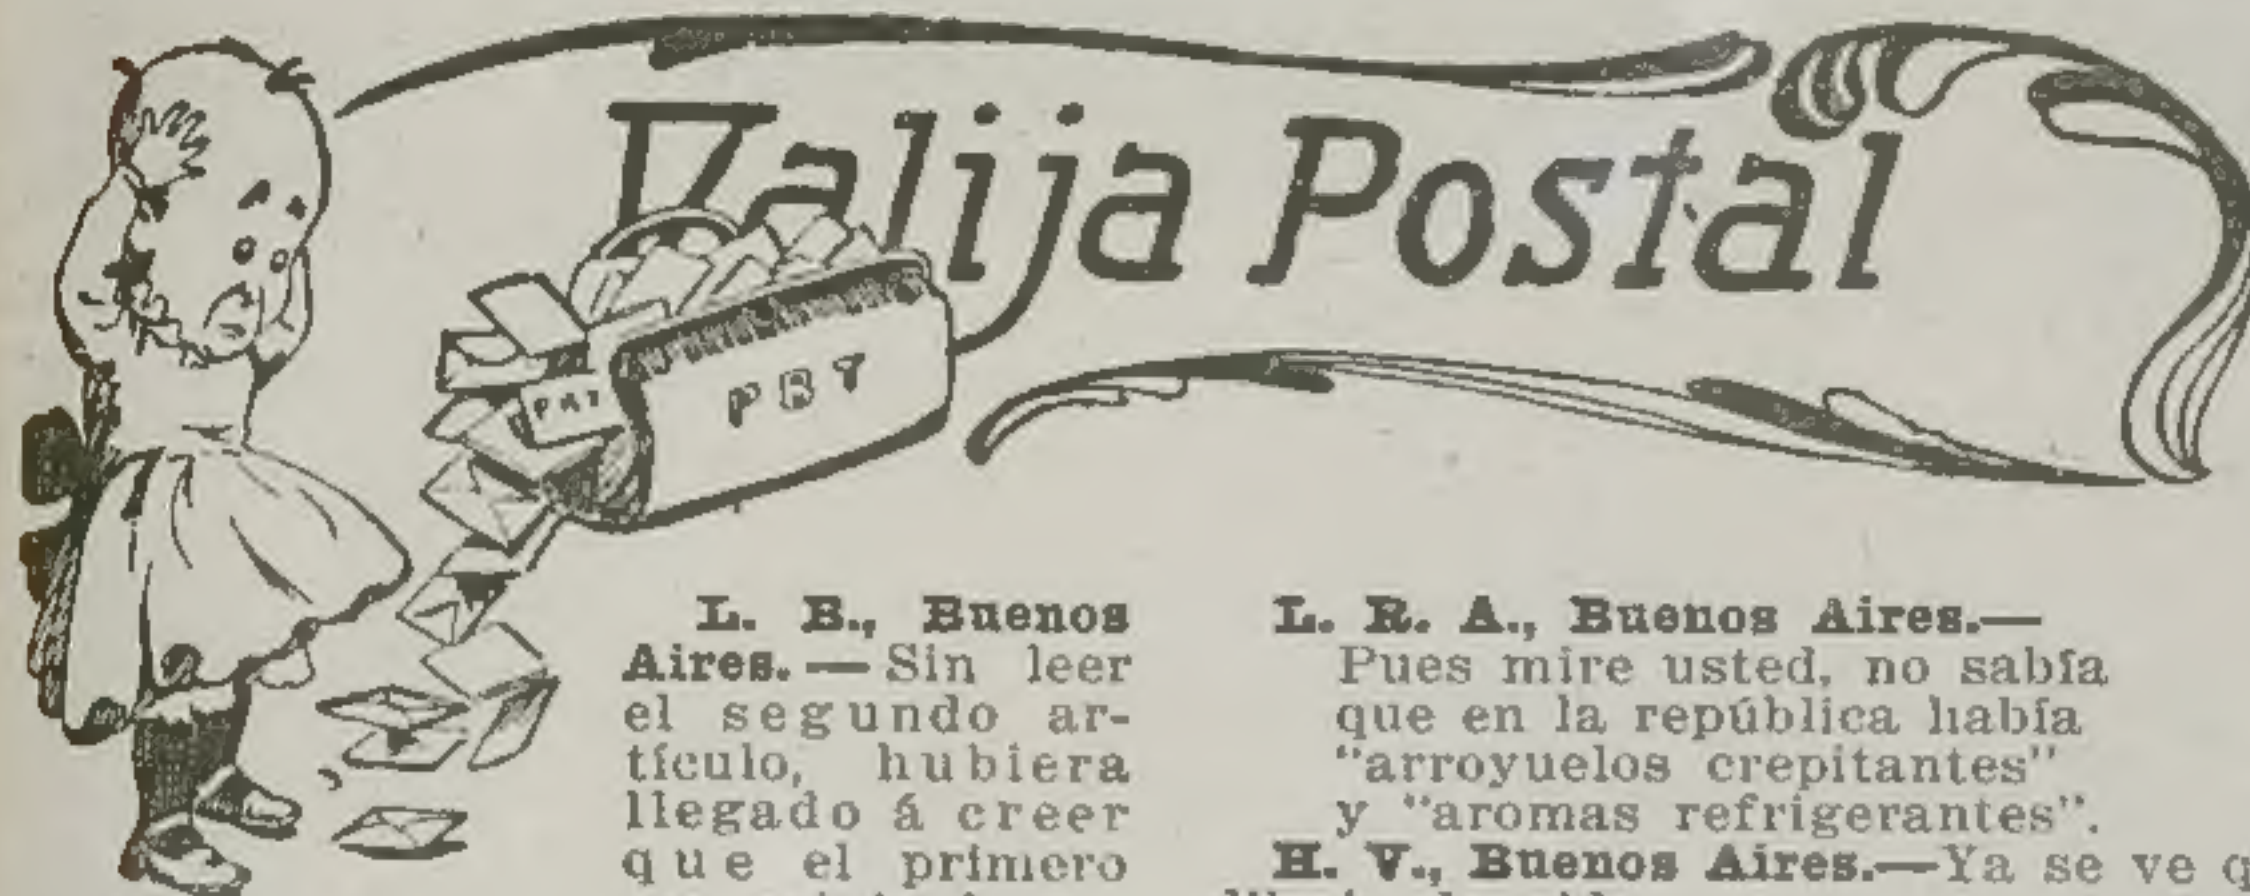 Valija Postal
PBT
PBT
L. B., Buenos
Aires.—Sin leer
el segundo ar-
tículo, hubiera
llegado á creer
que el primero
L. R. A., Buenos Aires.—
Pues mire usted, no sabía
que en la república había
“arroyuelos crepitantes”
y “aromas refrigerantes”.
H. V., Buenos Aires.—Ya se ve